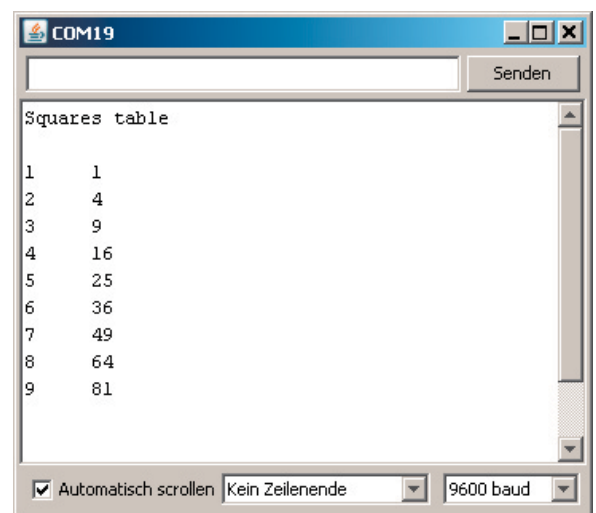 COM19
Senden
Squares table
1 1
2 4
3 9
4 16
5 25
6 36
7 49
8 64
9 81
Automatisch scrollen Kein Zeilenende 9600 baud